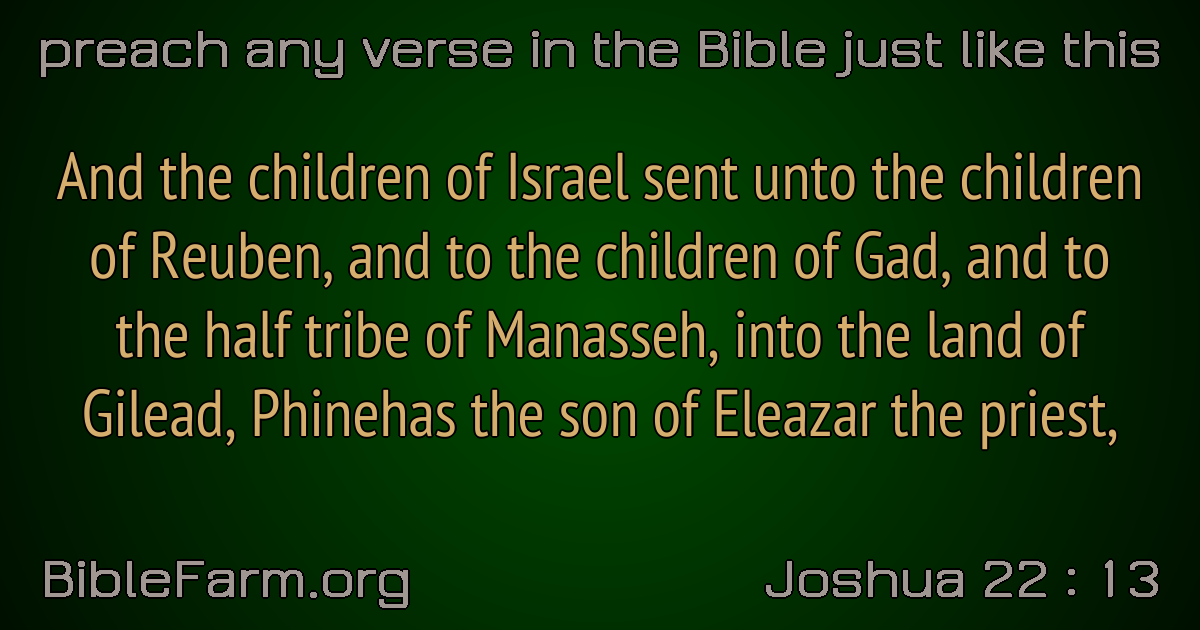 preach any verse in the Bible just like this
And the children of Israel sent unto the children
of Reuben, and to the children of Gad, and to
the half tribe of Manasseh, into the land of
Gilead, Phinehas the son of Eleazar the priest,
BibleFarm.org
Joshua 22 : 13